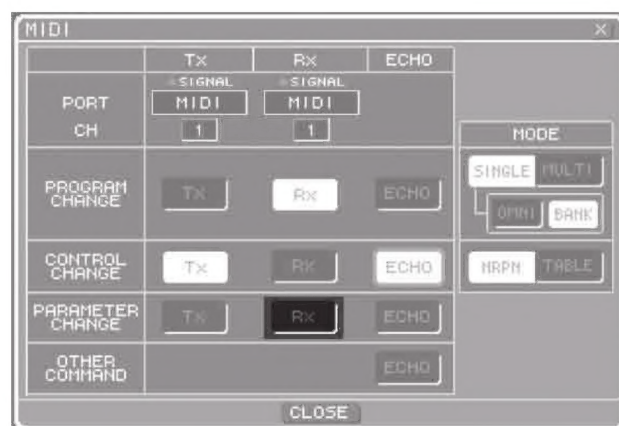 MIDI X
Tx Rx ECHO
SIGNAL SIGNAL
PORT MIDI MIDI
CH 1 1
MODE
SINGLE MULTI
PROGRAM CHANGE Tx Rx ECHO
OMNI BANK
CONTROL CHANGE Tx Rx ECHO
NRPN TABLE
PARAMETER CHANGE Tx Rx ECHO
OTHER COMMAND ECHO
CLOSE